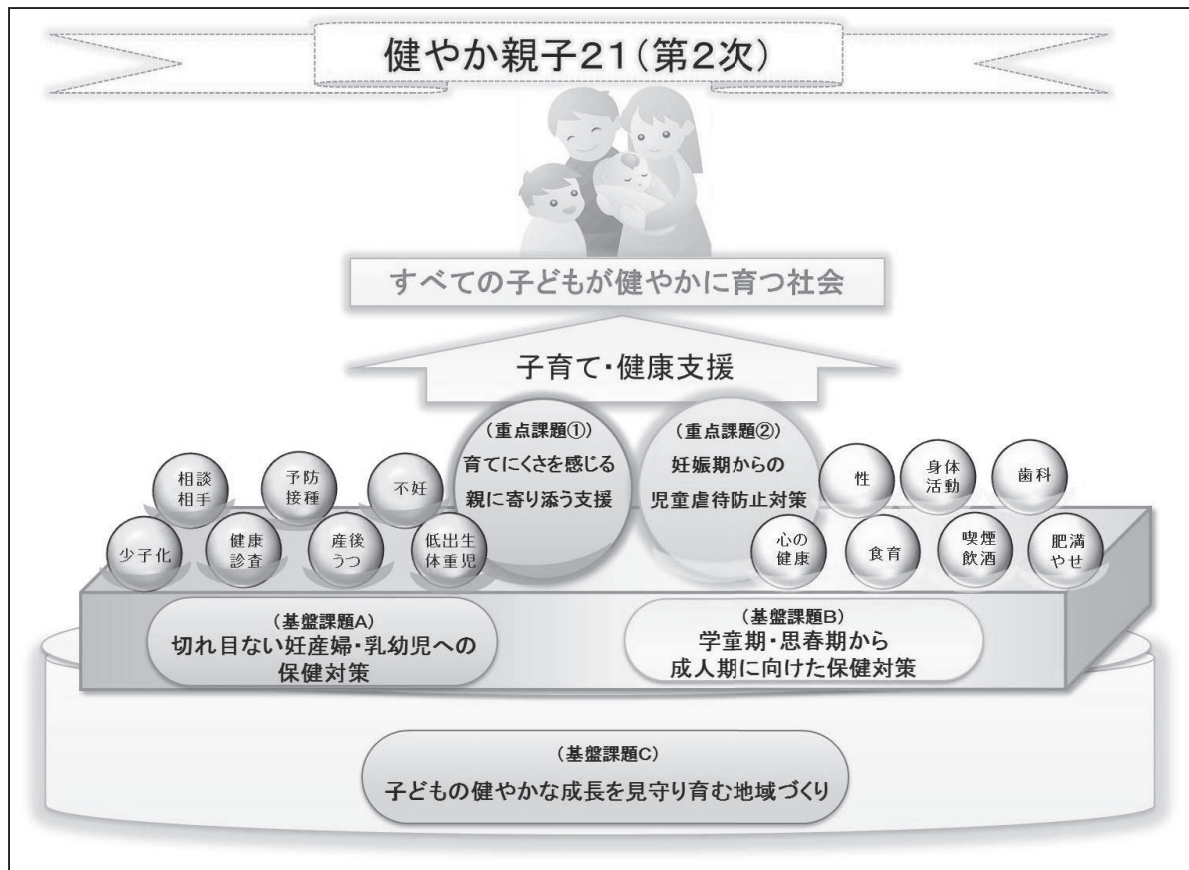 健やか親子21(第2次)
すべての子どもが健やかに育つ社会
子育て・健康支援
(重点課題①)
育てにくさを感じる
親に寄り添う支援
(重点課題②)
妊娠期からの
児童虐待防止対策
相談
相手
予防
接種
不妊
少子化
健康
診査
産後
うつ
低出生
体重児
性
身体
活動
歯科
心の
健康
食育
喫煙
飲酒
肥満
やせ
(基盤課題A)
切れ目ない妊産婦・乳幼児への
保健対策
(基盤課題B)
学童期・思春期から
成人期に向けた保健対策
(基盤課題C)
子どもの健やかな成長を見守り育む地域づくり